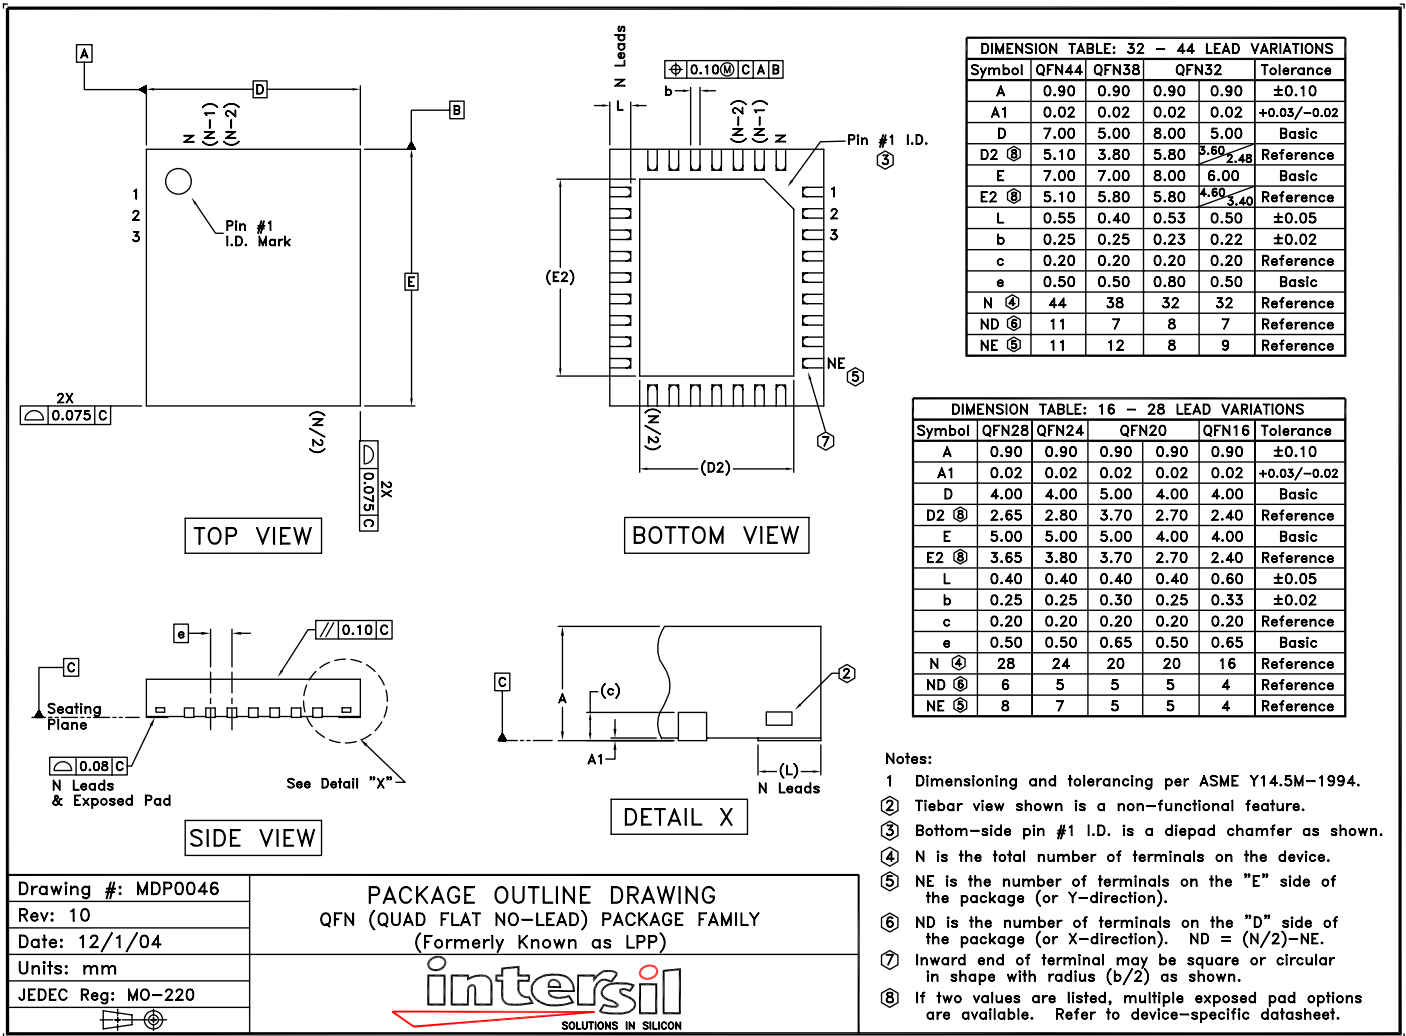 A
D
B
N
(N-1)
(N-2)
1
2
3
Pin #1
I.D. Mark
E
2X
0.075 C
(N/2)
2X
0.075 C
TOP VIEW
N Leads
L
0.10Ⓜ C A B
b
(N-2)
(N-1)
N
Pin #1 I.D.
3
1
2
3
(E2)
NE
5
7
(N/2)
(D2)
BOTTOM VIEW
e
// 0.10 C
C
Seating
Plane
0.08 C
N Leads
& Exposed Pad
See Detail "X"
SIDE VIEW
C
A
(c)
A1
2
(L)
N Leads
DETAIL X
DIMENSION TABLE: 32 - 44 LEAD VARIATIONS
Symbol QFN44 QFN38 QFN32 Tolerance
A 0.90 0.90 0.90 0.90 ±0.10
A1 0.02 0.02 0.02 0.02 +0.03/-0.02
D 7.00 5.00 8.00 5.00 Basic
D2 8 5.10 3.80 5.80 3.60/2.48 Reference
E 7.00 7.00 8.00 6.00 Basic
E2 8 5.10 5.80 5.80 4.60/3.40 Reference
L 0.55 0.40 0.53 0.50 ±0.05
b 0.25 0.25 0.23 0.22 ±0.02
c 0.20 0.20 0.20 0.20 Reference
e 0.50 0.50 0.80 0.50 Basic
N 4 44 38 32 32 Reference
ND 6 11 7 8 7 Reference
NE 5 11 12 8 9 Reference
DIMENSION TABLE: 16 - 28 LEAD VARIATIONS
Symbol QFN28 QFN24 QFN20 QFN16 Tolerance
A 0.90 0.90 0.90 0.90 0.90 ±0.10
A1 0.02 0.02 0.02 0.02 0.02 +0.03/-0.02
D 4.00 4.00 5.00 4.00 4.00 Basic
D2 8 2.65 2.80 3.70 2.70 2.40 Reference
E 5.00 5.00 5.00 4.00 4.00 Basic
E2 8 3.65 3.80 3.70 2.70 2.40 Reference
L 0.40 0.40 0.40 0.40 0.60 ±0.05
b 0.25 0.25 0.30 0.25 0.33 ±0.02
c 0.20 0.20 0.20 0.20 0.20 Reference
e 0.50 0.50 0.65 0.50 0.65 Basic
N 4 28 24 20 20 16 Reference
ND 6 6 5 5 5 4 Reference
NE 5 8 7 5 5 4 Reference
Notes:
1 Dimensioning and tolerancing per ASME Y14.5M-1994.
2 Tiebar view shown is a non-functional feature.
3 Bottom-side pin #1 I.D. is a diepad chamfer as shown.
4 N is the total number of terminals on the device.
5 NE is the number of terminals on the "E" side of
the package (or Y-direction).
6 ND is the number of terminals on the "D" side of
the package (or X-direction). ND = (N/2)-NE.
7 Inward end of terminal may be square or circular
in shape with radius (b/2) as shown.
8 If two values are listed, multiple exposed pad options
are available. Refer to device-specific datasheet.
Drawing #: MDP0046
Rev: 10
Date: 12/1/04
Units: mm
JEDEC Reg: MO-220
PACKAGE OUTLINE DRAWING
QFN (QUAD FLAT NO-LEAD) PACKAGE FAMILY
(Formerly Known as LPP)
intersil
SOLUTIONS IN SILICON